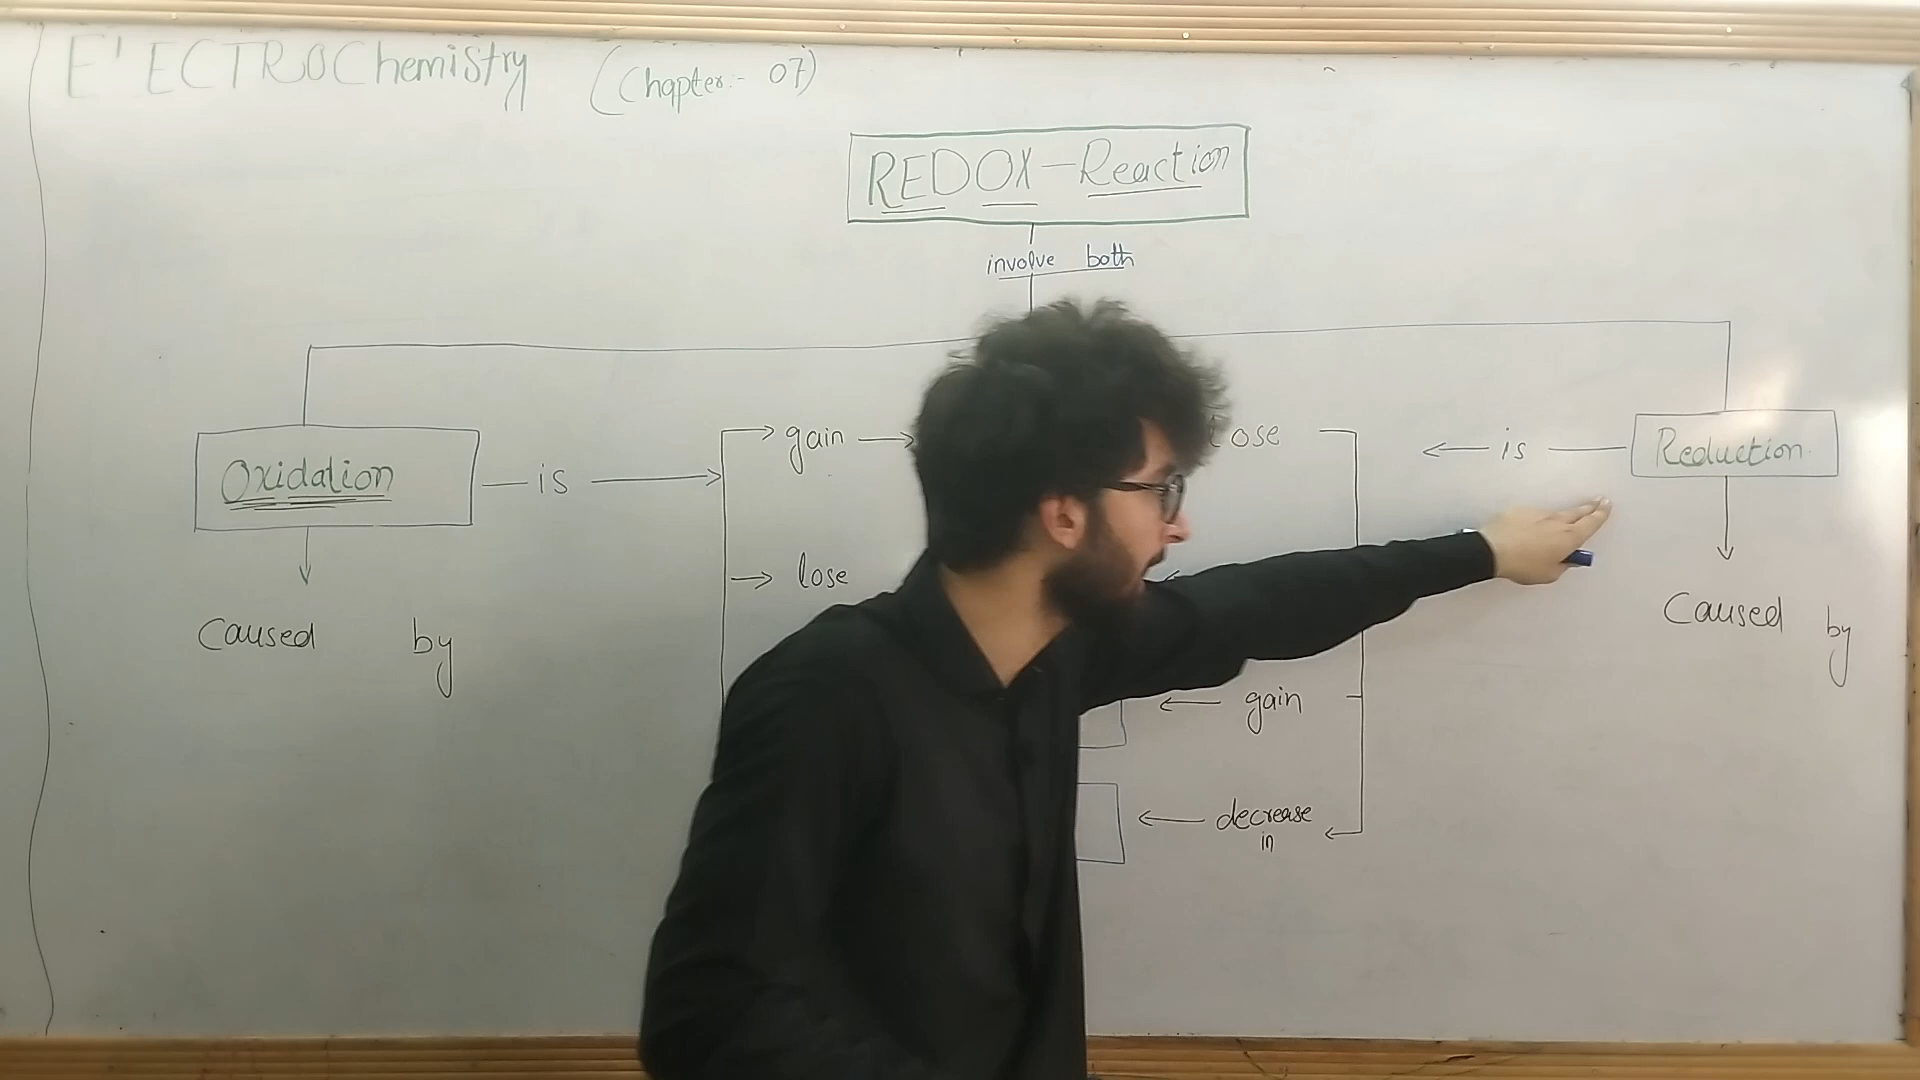 E'ECTROChemistry (Chapter:- 07)
REDOX-Reaction
involve both
Oxidation
is
gain
lose
Caused by
lose
is
Reduction
gain
decrease
in
Caused by